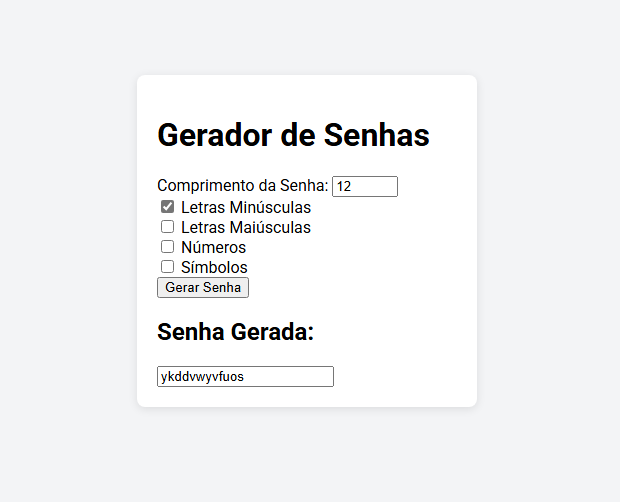 Gerador de Senhas
Comprimento da Senha: 12
Letras Minúsculas
Letras Maiúsculas
Números
Símbolos
Gerar Senha
Senha Gerada:
ykddvwyvfuos